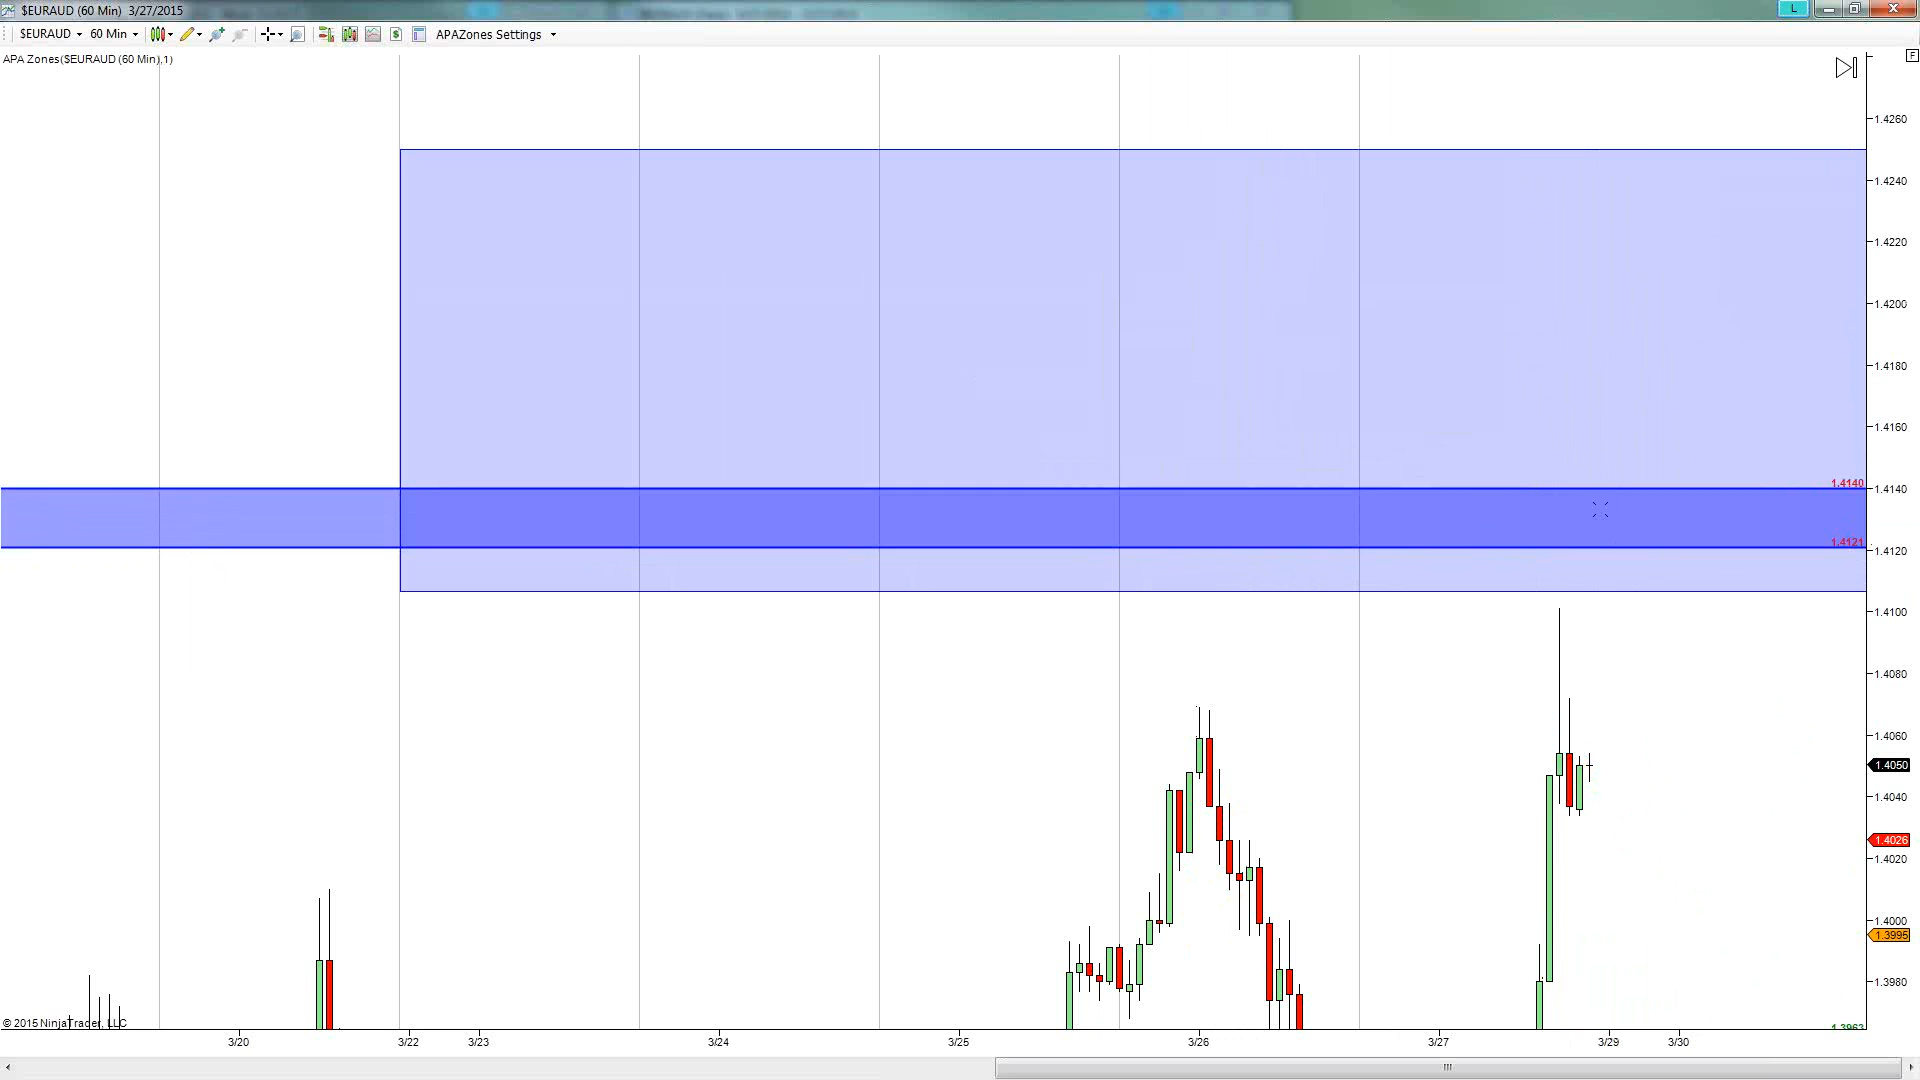 $EURAUD (60 Min)  3/27/2015
L
$EURAUD 60 Min $ APAZones Settings
APA Zones($EURAUD (60 Min),1)
F
1.4260
1.4240
1.4220
1.4200
1.4180
1.4160
1.4140 1.4140
1.4121 1.4120
1.4100
1.4080
1.4060
1.4050
1.4040
1.4026
1.4020
1.4000
1.3995
1.3980
© 2015 NinjaTrader, LLC
1.3963
3/20 3/22 3/23 3/24 3/25 3/26 3/27 3/29 3/30